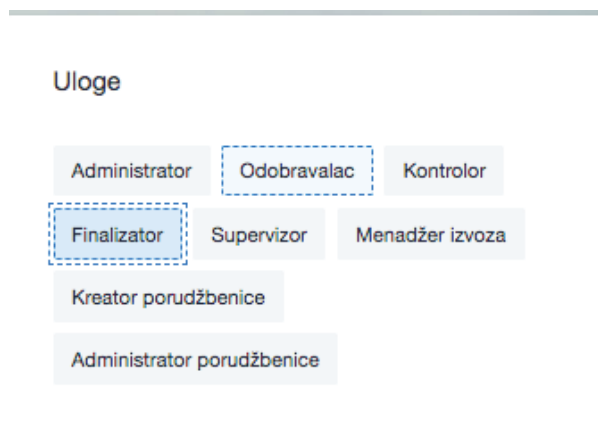 Uloge
Administrator Odobravalac Kontrolor
Finalizator Supervizor Menadžer izvoza
Kreator porudžbenice
Administrator porudžbenice